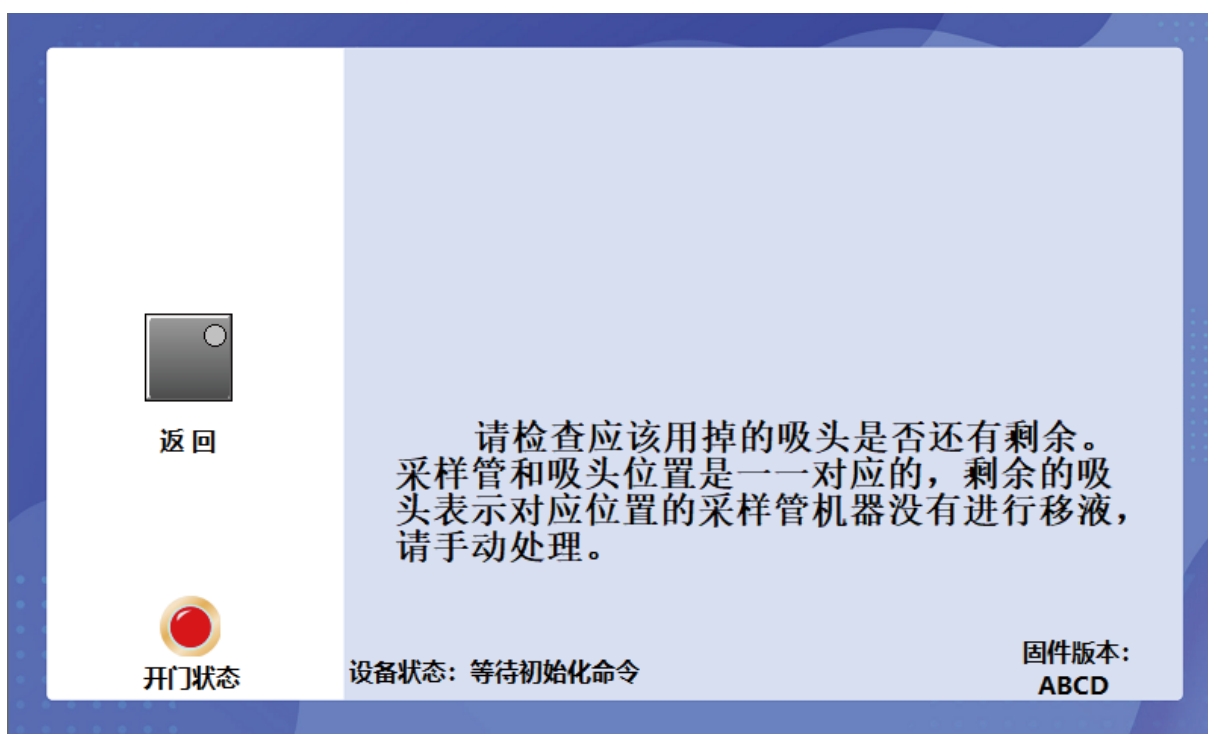 返回
开门状态
请检查应该用掉的吸头是否还有剩余。
采样管和吸头位置是一一对应的，剩余的吸
头表示对应位置的采样管机器没有进行移液，
请手动处理。
设备状态：等待初始化命令
固件版本：
ABCD